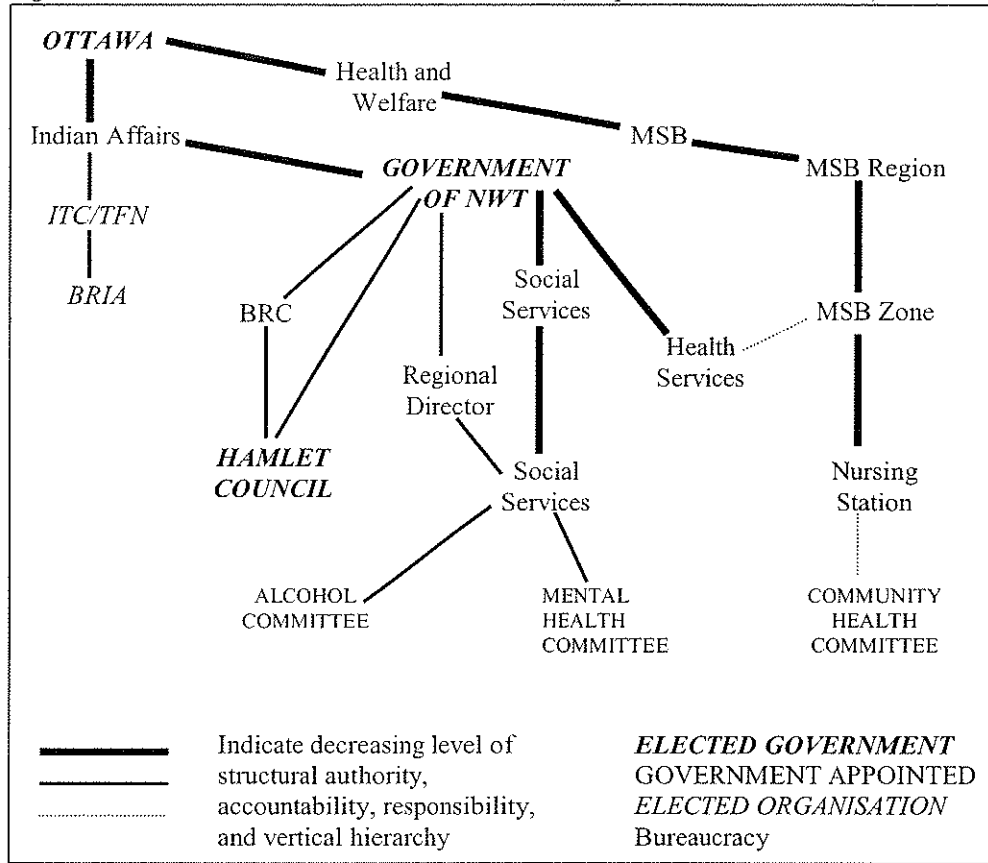 OTTAWA
Health and
Welfare
Indian Affairs
MSB
GOVERNMENT
OF NWT
MSB Region
ITC/TFN
BRIA
Social
Services
BRC
MSB Zone
Health
Services
Regional
Director
HAMLET
COUNCIL
Social
Services
Nursing
Station
ALCOHOL
COMMITTEE
MENTAL
HEALTH
COMMITTEE
COMMUNITY
HEALTH
COMMITTEE
Indicate decreasing level of
structural authority,
accountability, responsibility,
and vertical hierarchy
ELECTED GOVERNMENT
GOVERNMENT APPOINTED
ELECTED ORGANISATION
Bureaucracy